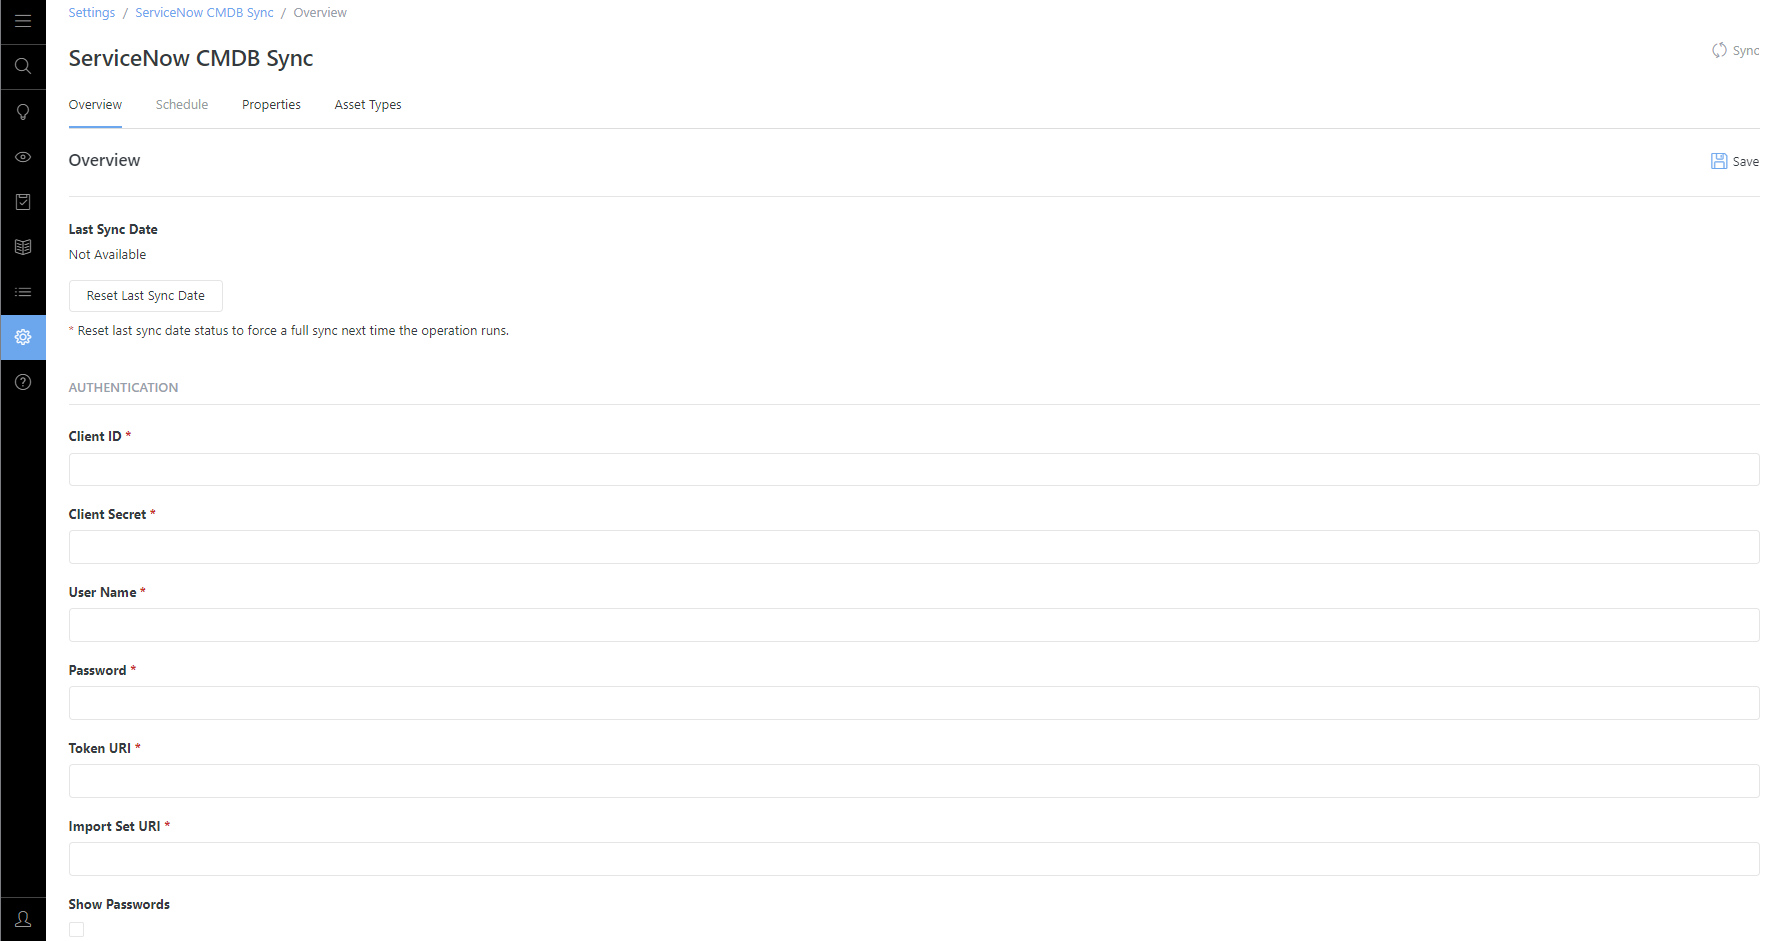 Settings / ServiceNow CMDB Sync / Overview
ServiceNow CMDB Sync
Sync
Overview Schedule Properties Asset Types
Overview
Save
Last Sync Date
Not Available
Reset Last Sync Date
* Reset last sync date status to force a full sync next time the operation runs.
AUTHENTICATION
Client ID *
Client Secret *
User Name *
Password *
Token URI *
Import Set URI *
Show Passwords